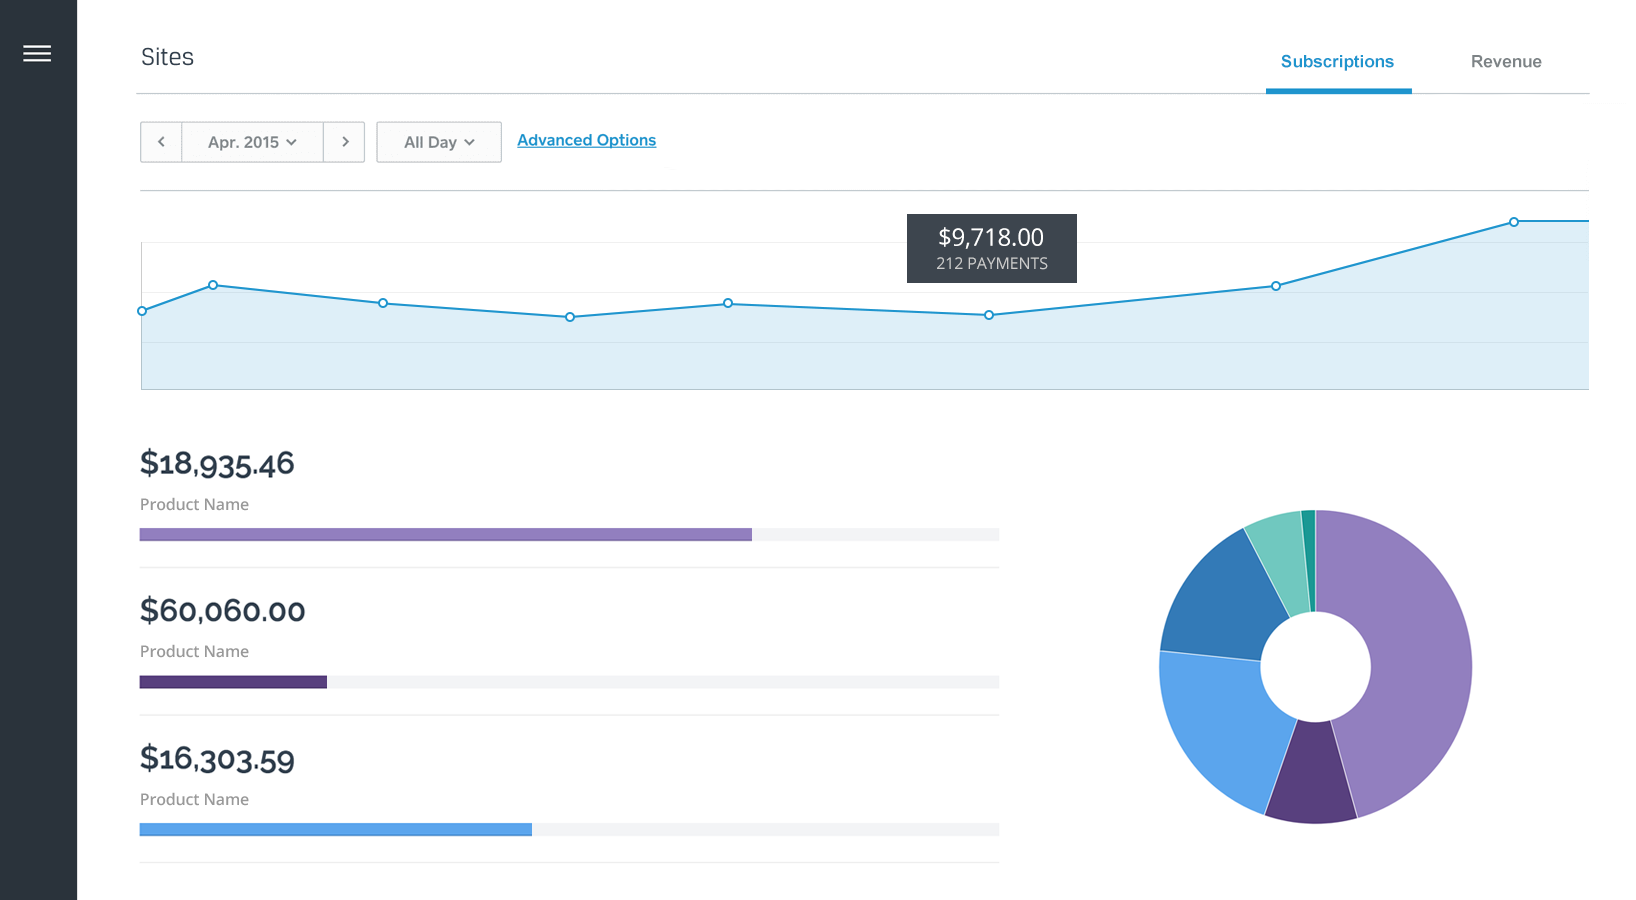 Sites
Subscriptions
Revenue
Apr. 2015
All Day
Advanced Options
$9,718.00
212 PAYMENTS
$18,935.46
Product Name
$60,060.00
Product Name
$16,303.59
Product Name